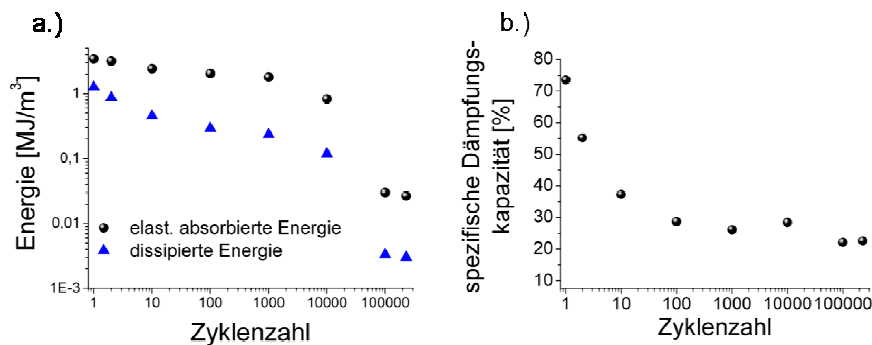 a.)
Energie [MJ/m³]
1
0,1
0.01
1E-3
elast. absorbierte Energie
dissipierte Energie
1
10
100
1000
10000
100000
Zyklenzahl
b.)
spezifische Dämpfungs-
kapazität [%]
80
70
60
50
40
30
20
10
1
10
100
1000
10000
100000
Zyklenzahl